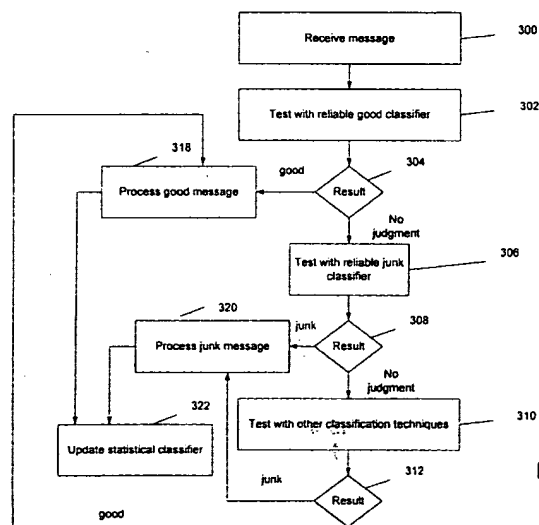 Receive message
300
Test with reliable good classifier
302
318
304
good
Process good message
Result
No
judgment
Test with reliable junk
classifier
306
320
308
junk
Process junk message
Result
No
judgment
322
Test with other classification techniques
310
Update statistical classifier
junk
312
Result
good